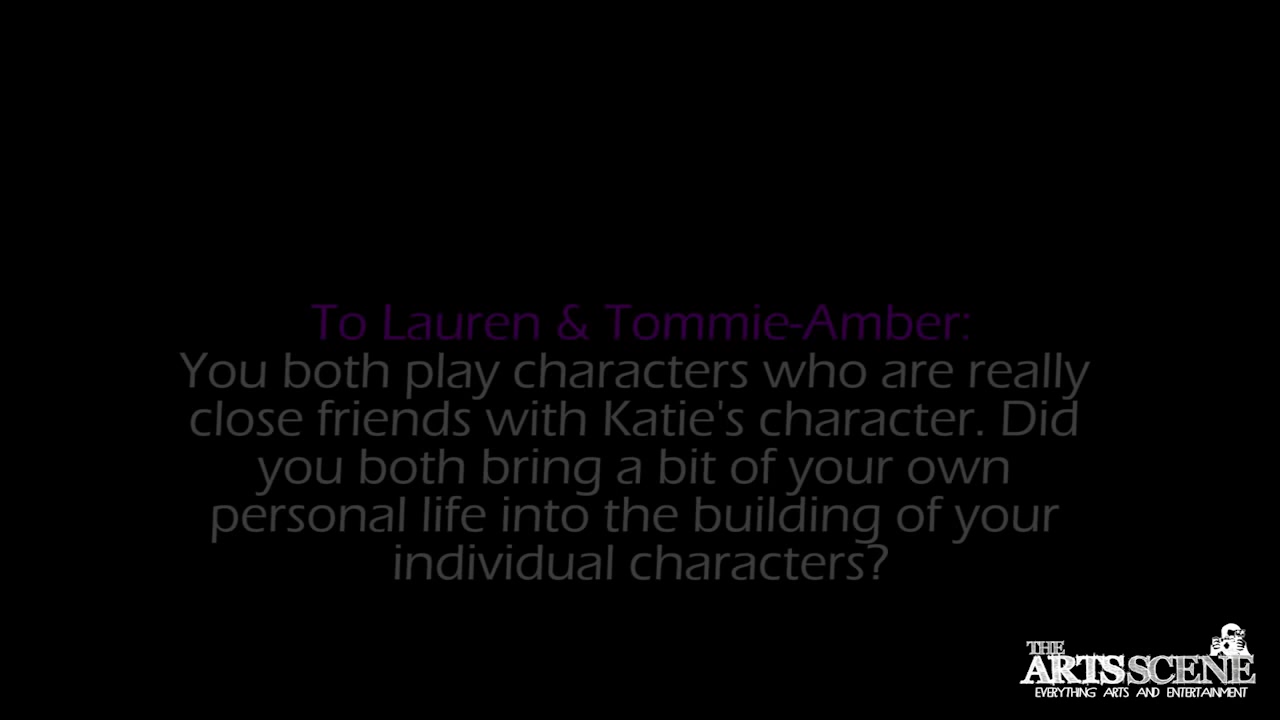 To Lauren & Tommie-Amber:
You both play characters who are really
close friends with Katie's character. Did
you both bring a bit of your own
personal life into the building of your
individual characters?
THE
ARTS SCENE
EVERYTHING ARTS AND ENTERTAINMENT